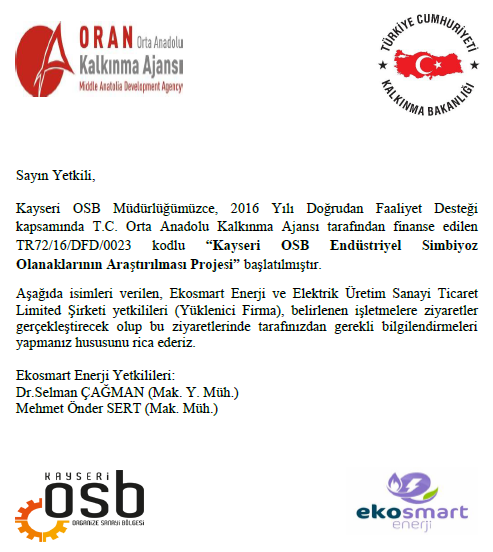 ORAN Orta Anadolu
Kalkınma Ajansı
Middle Anatolia Development Agency
TÜRKİYE CUMHURİYETİ
KALKINMA BAKANLIĞI
Sayın Yetkili,
Kayseri OSB Müdürlüğümüzce, 2016 Yılı Doğrudan Faaliyet Desteği
kapsamında T.C. Orta Anadolu Kalkınma Ajansı tarafından finanse edilen
TR72/16/DFD/0023 kodlu “Kayseri OSB Endüstriyel Simbiyoz
Olanaklarının Araştırılması Projesi” başlatılmıştır.
Aşağıda isimleri verilen, Ekosmart Enerji ve Elektrik Üretim Sanayi Ticaret
Limited Şirketi yetkilileri (Yüklenici Firma), belirlenen işletmelere ziyaretler
gerçekleştirecek olup bu ziyaretlerinde tarafınızdan gerekli bilgilendirmeleri
yapmanız hususunu rica ederiz.
Ekosmart Enerji Yetkilileri:
Dr.Selman ÇAĞMAN (Mak. Y. Müh.)
Mehmet Önder SERT (Mak. Müh.)
KAYSERİ
osb
ORGANİZE SANAYİ BÖLGESİ
ekosmart
enerji